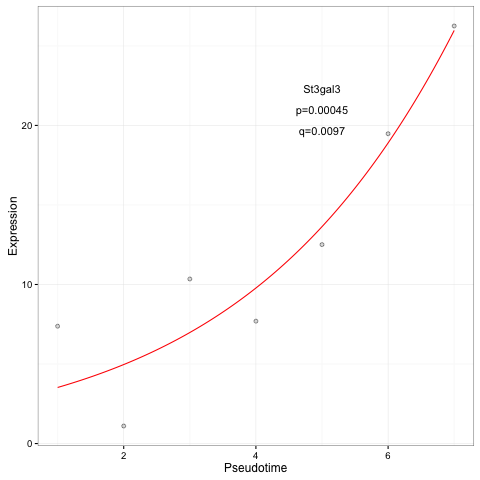 St3gal3
p=0.00045
q=0.0097
20
10
0
Expression
2 4 6
Pseudotime